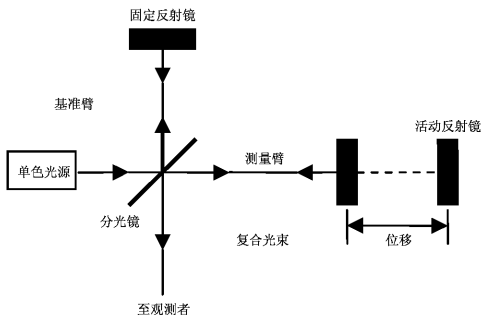 固定反射镜
基准臂
活动反射镜
测量臂
单色光源
分光镜
复合光束
位移
至观测者